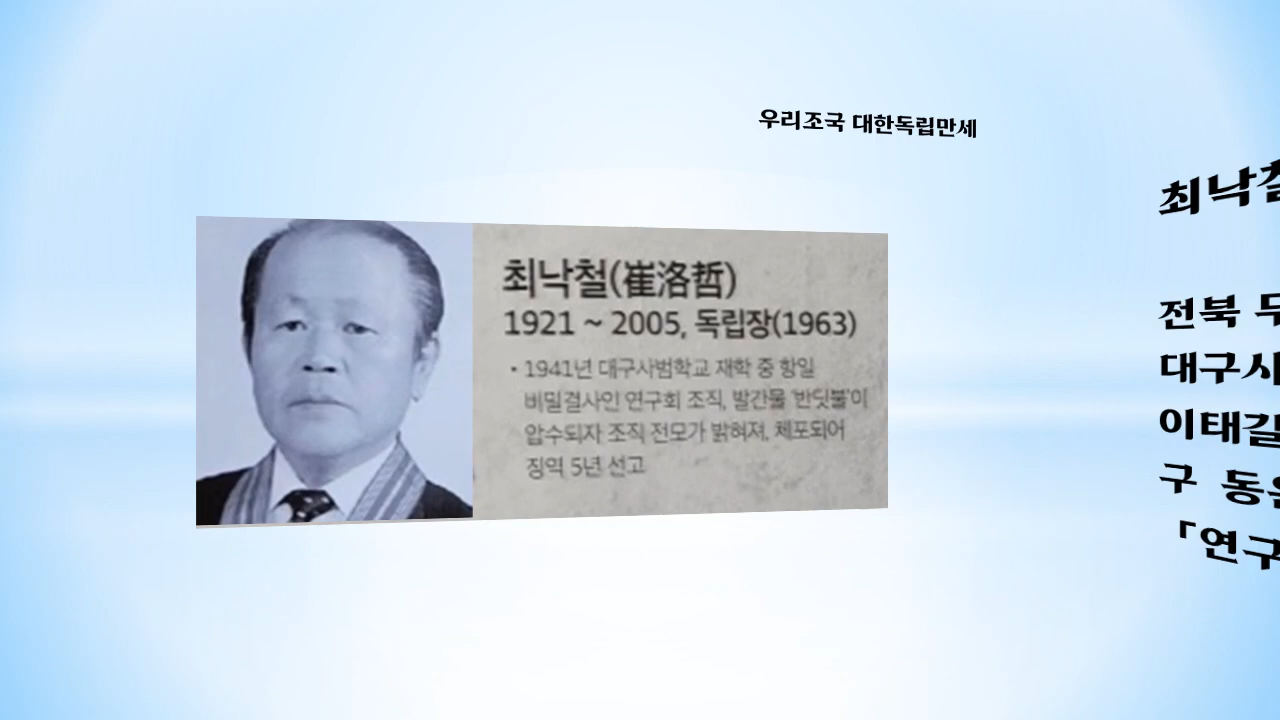 우리조국 대한독립만세
최낙철(崔洛哲)
1921 ~ 2005, 독립장(1963)
• 1941년 대구사범학교 재학 중 항일
비밀결사인 연구회 조직, 발간물 '반딧불'이
압수되자 조직 전모가 밝혀져, 체포되어
징역 5년 선고
최낙철
전북 무
대구사
이태길
구 동
「연구